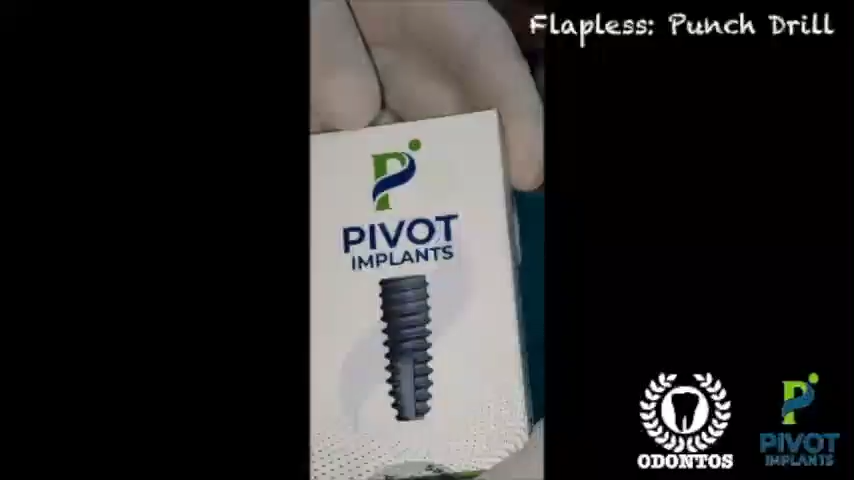 Flapless: Punch Drill
PIVOT
IMPLANTS
ODONTOS
PIVOT
IMPLANTS